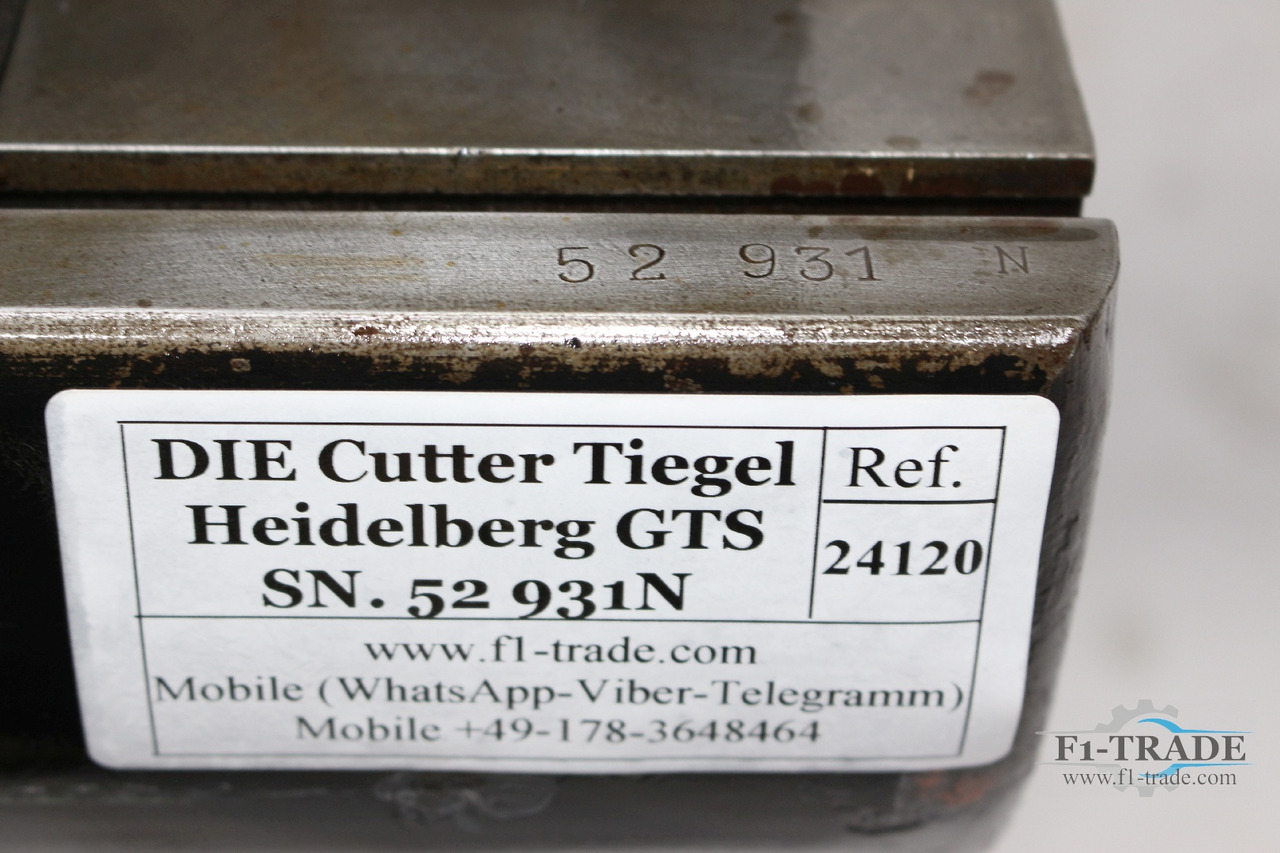 52 931 N
DIE Cutter Tiegel
Heidelberg GTS
SN. 52 931N
Ref.
24120
www.f1-trade.com
Mobile (WhatsApp-Viber-Telegramm)
Mobile +49-178-3648464
F1-TRADE
www.f1-trade.com